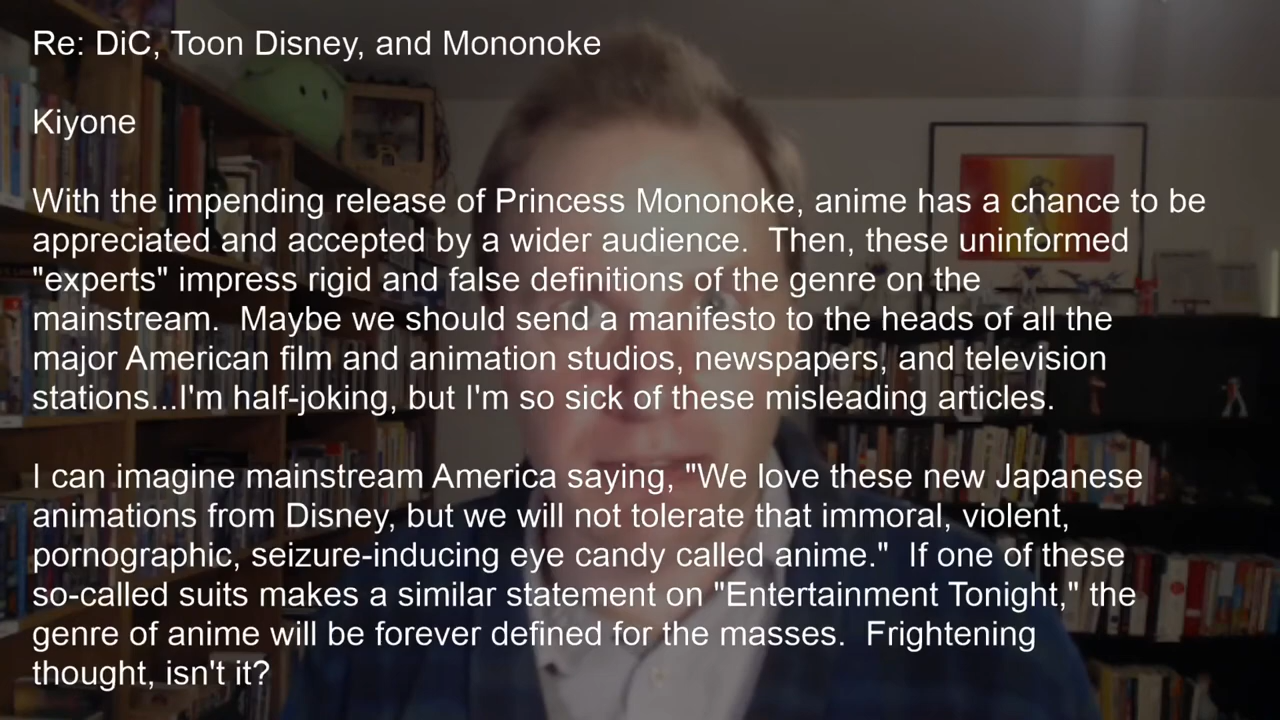 Re: DiC, Toon Disney, and Mononoke
Kiyone
With the impending release of Princess Mononoke, anime has a chance to be
appreciated and accepted by a wider audience.  Then, these uninformed
"experts" impress rigid and false definitions of the genre on the
mainstream.  Maybe we should send a manifesto to the heads of all the
major American film and animation studios, newspapers, and television
stations...I'm half-joking, but I'm so sick of these misleading articles.
I can imagine mainstream America saying, "We love these new Japanese
animations from Disney, but we will not tolerate that immoral, violent,
pornographic, seizure-inducing eye candy called anime."  If one of these
so-called suits makes a similar statement on "Entertainment Tonight," the
genre of anime will be forever defined for the masses.  Frightening
thought, isn't it?